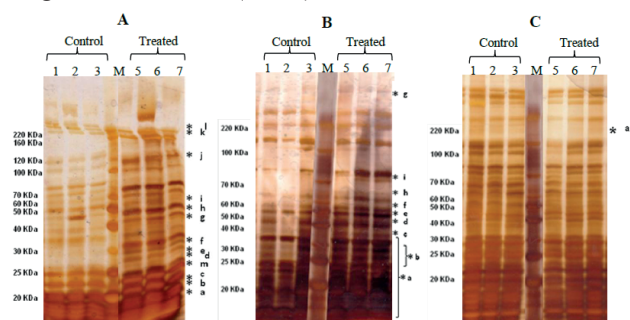 A
Control Treated
1 2 3 M 5 6 7
220 KDa
160 KDa
120 KDa
100 KDa
70 KDa
60 KDa
50 KDa
40 KDa
30 KDa
25 KDa
20 KDa
* l
* k
* j
* i
* h
* g
* f
* e
* d
* m
* c
* b
* a
B
Control Treated
1 2 3 M 5 6 7
220 KDa
100 KDa
70 KDa
60 KDa
50 KDa
40 KDa
30 KDa
25 KDa
20 KDa
* g
* i
* h
* f
* e
* d
* c
* b
* a
C
Control Treated
1 2 3 M 5 6 7
220 KDa
120 KDa
100 KDa
70 KDa
60 KDa
50 KDa
40 KDa
30 KDa
25 KDa
20 KDa
* a